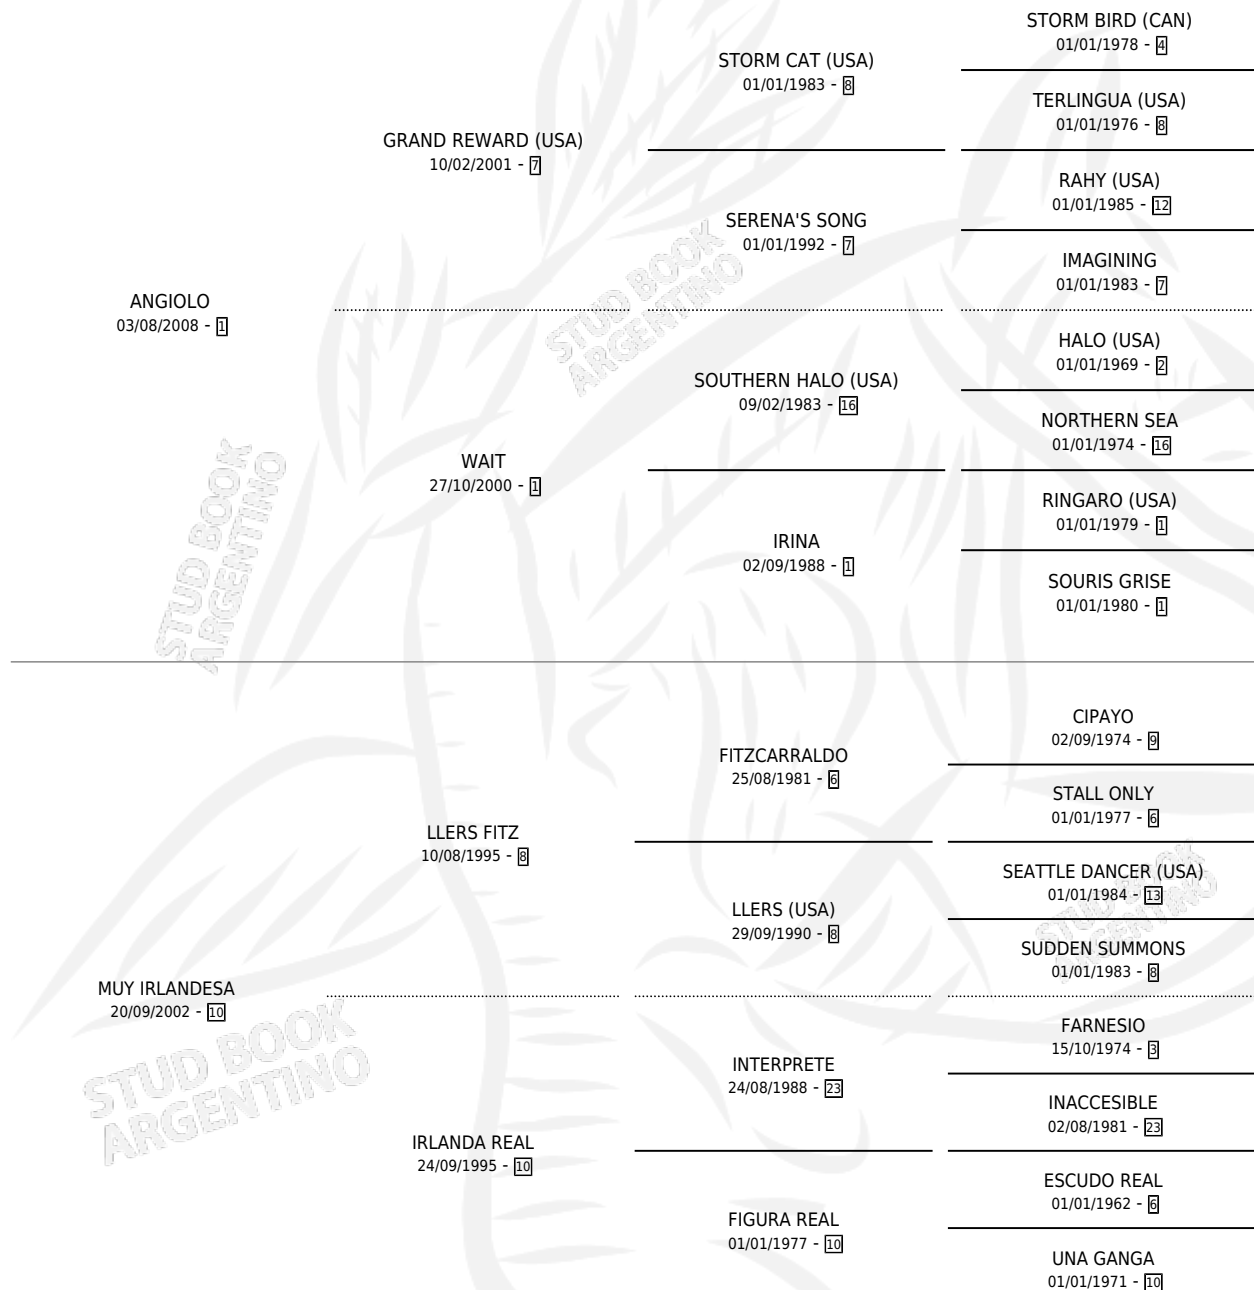 STORM BIRD (CAN)
01/01/1978 - 4
STORM CAT (USA)
01/01/1983 - 8
TERLINGUA (USA)
01/01/1976 - 8
GRAND REWARD (USA)
10/02/2001 - 7
RAHY (USA)
01/01/1985 - 12
SERENA'S SONG
01/01/1992 - 7
IMAGINING
01/01/1983 - 7
ANGIOLO
03/08/2008 - 1
HALO (USA)
01/01/1969 - 2
SOUTHERN HALO (USA)
09/02/1983 - 16
NORTHERN SEA
01/01/1974 - 16
WAIT
27/10/2000 - 1
RINGARO (USA)
01/01/1979 - 1
IRINA
02/09/1988 - 1
SOURIS GRISE
01/01/1980 - 1
CIPAYO
02/09/1974 - 9
FITZCARRALDO
25/08/1981 - 6
STALL ONLY
01/01/1977 - 6
LLERS FITZ
10/08/1995 - 8
SEATTLE DANCER (USA)
01/01/1984 - 13
LLERS (USA)
29/09/1990 - 8
SUDDEN SUMMONS
01/01/1983 - 8
MUY IRLANDESA
20/09/2002 - 10
FARNESIO
15/10/1974 - 3
INTERPRETE
24/08/1988 - 23
INACCESIBLE
02/08/1981 - 23
IRLANDA REAL
24/09/1995 - 10
ESCUDO REAL
01/01/1962 - 6
FIGURA REAL
01/01/1977 - 10
UNA GANGA
01/01/1971 - 10
STUD BOOK
ARGENTINO
STUD BOOK
ARGENTINO
STUD BOOK
ARGENTINO
STUD BOOK
ARGENTINO